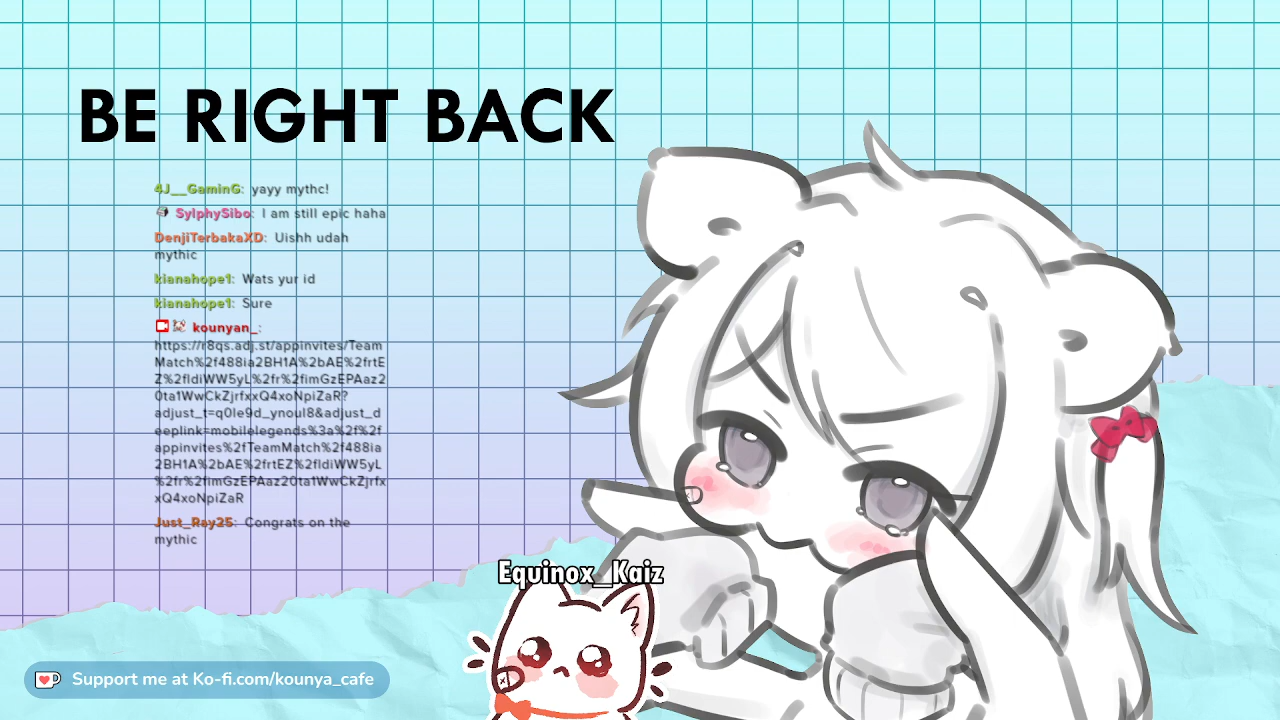 BE RIGHT BACK
4J__GaminG: yayy mythc!
SylphySibo: I am still epic haha
DenjiTerbakaXD: Uishh udah
mythic
kianahope1: Wats yur id
kianahope1: Sure
kounyan_:
https://r8qs.adj.st/appinvites/Team
Match%2f488ia2BH1A%2bAE%2frtE
Z%2fldiWW5yL%2fr%2fimGzEPAaz2
0ta1WwCkZjrfxxQ4xoNpiZaR?
adjust_t=q0le9d_ynoul8&adjust_d
eeplink=mobilelegends%3a%2f%2f
appinvites%2fTeamMatch%2f488ia
2BH1A%2bAE%2frtEZ%2fldiWW5yL
%2fr%2fimGzEPAaz20ta1WwCkZjrfx
xQ4xoNpiZaR
Just_Ray25: Congrats on the
mythic
Equinox_Kaiz
Support me at Ko-fi.com/kounya_cafe